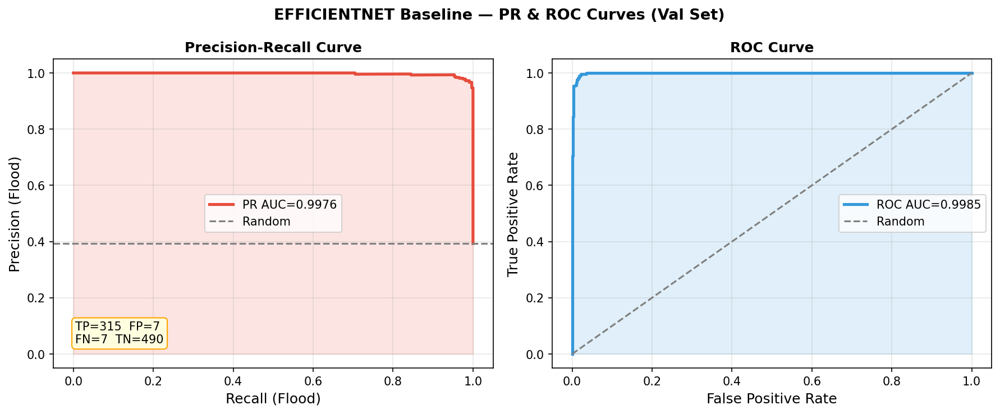 EFFICIENTNET Baseline — PR & ROC Curves (Val Set)
Precision-Recall Curve
Precision (Flood)
1.0
0.8
0.6
0.4
0.2
0.0
PR AUC=0.9976
Random
TP=315  FP=7
FN=7  TN=490
0.0 0.2 0.4 0.6 0.8 1.0
Recall (Flood)
ROC Curve
True Positive Rate
1.0
0.8
0.6
0.4
0.2
0.0
ROC AUC=0.9985
Random
0.0 0.2 0.4 0.6 0.8 1.0
False Positive Rate